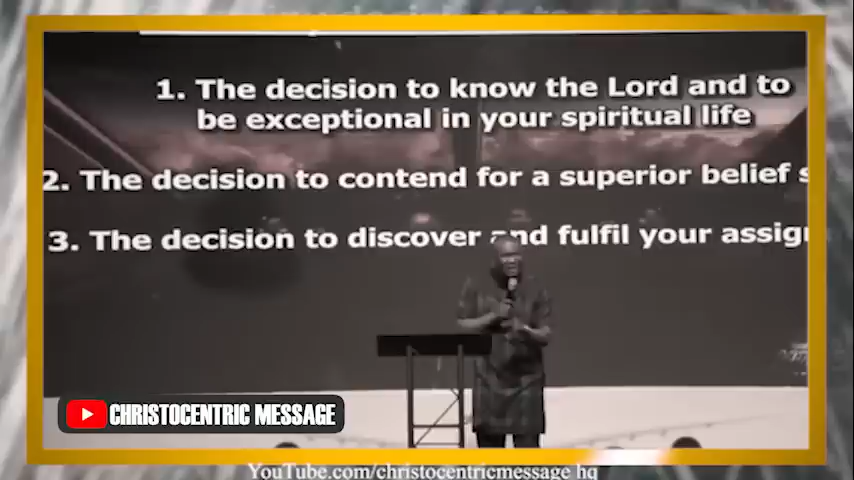 1. The decision to know the Lord and to
be exceptional in your spiritual life
2. The decision to contend for a superior belief
3. The decision to discover and fulfil your
CHRISTOCENTRIC MESSAGE
YouTube.com/christocentricmessage hq